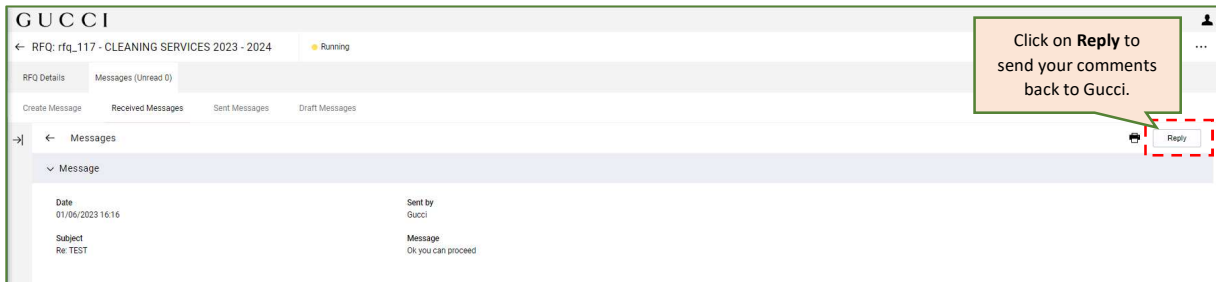 GUCCI
← RFQ: rfq_117 - CLEANING SERVICES 2023 - 2024 Running
Click on Reply to
send your comments
back to Gucci.
...
RFQ Details Messages (Unread 0)
Create Message Received Messages Sent Messages Draft Messages
← Messages
Reply
Message
Date Sent by
01/06/2023 16:16 Gucci
Subject Message
Re: TEST Ok you can proceed